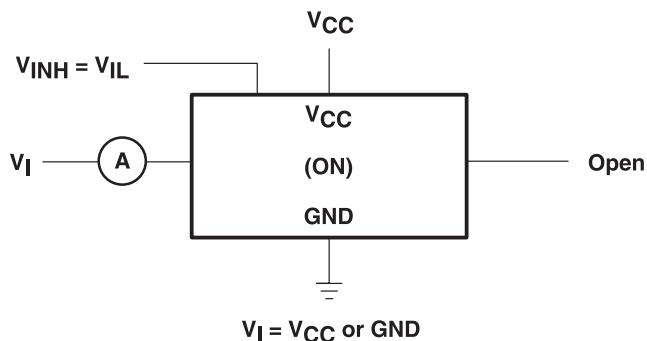 VCC
VINH = VIL
VCC
VI
A
(ON)
Open
GND
VI = VCC or GND